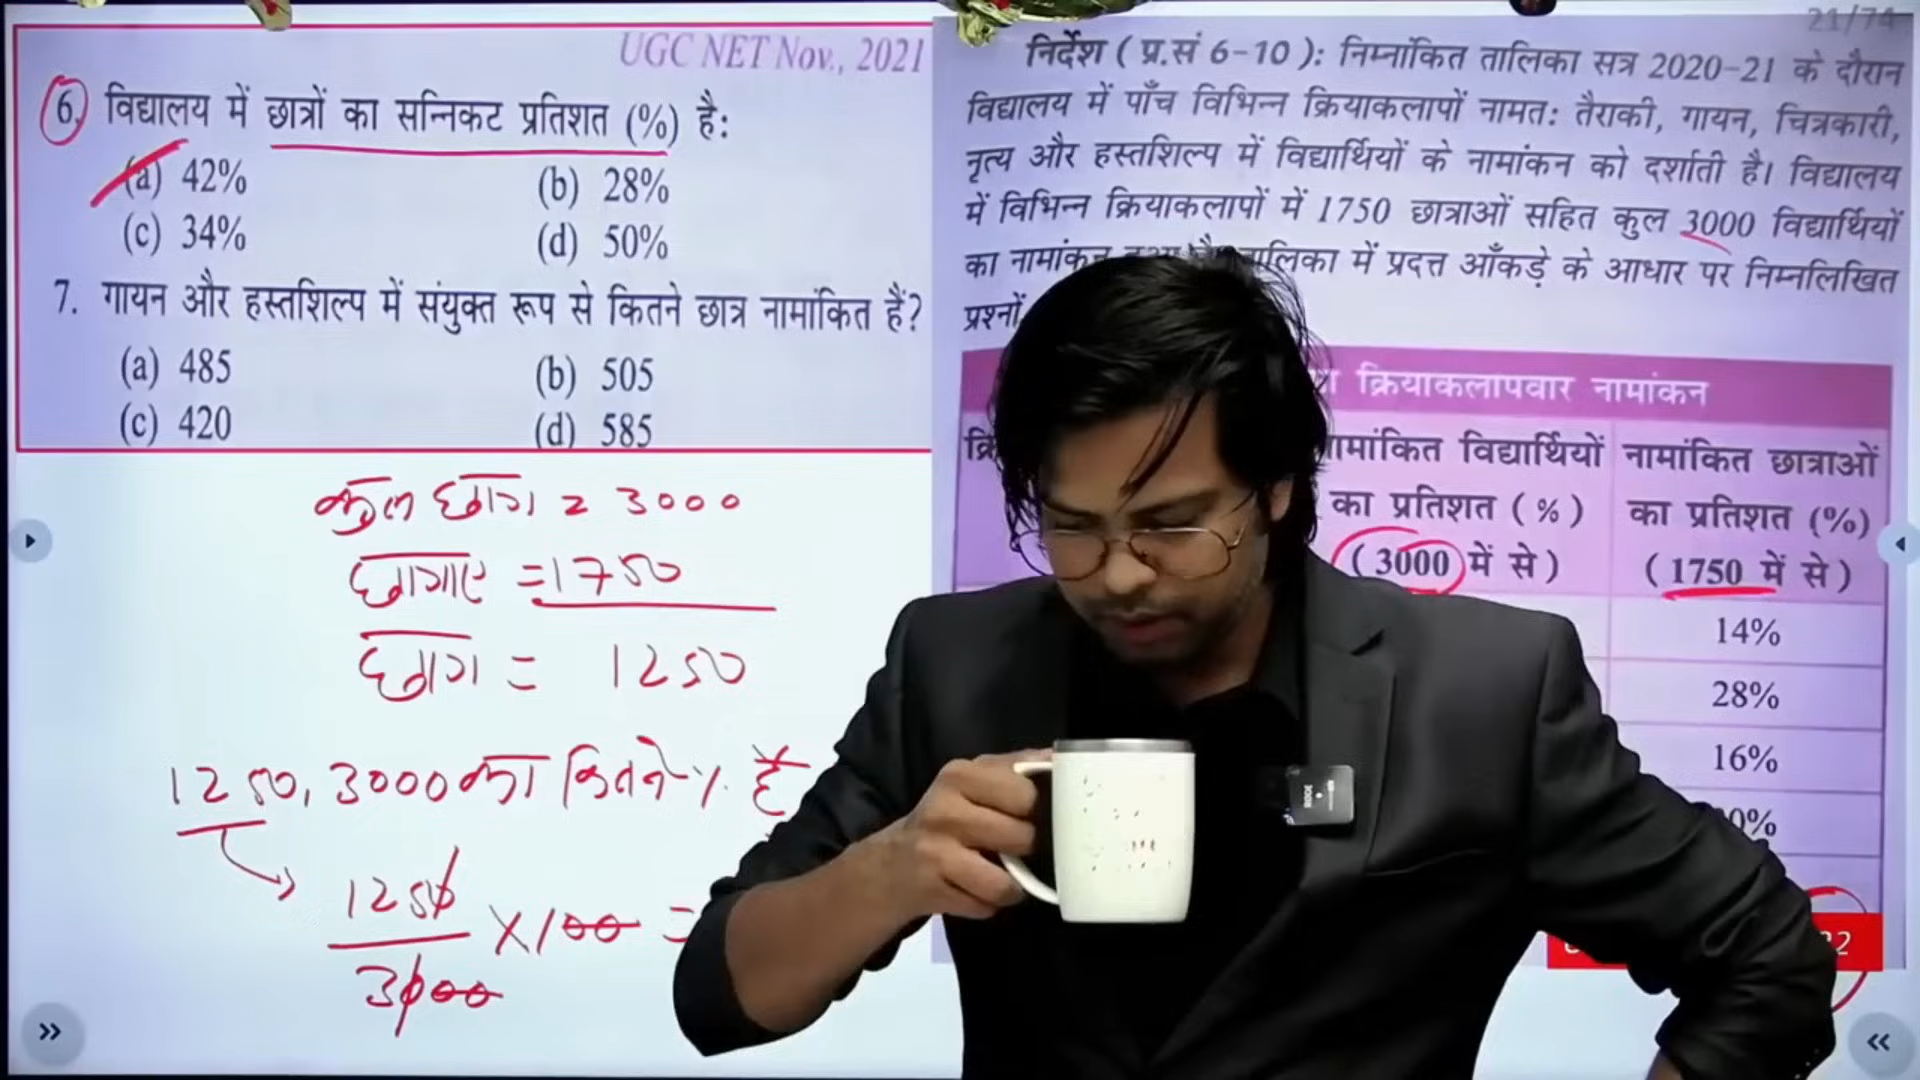 UGC NET Nov., 2021
6. विद्यालय में छात्रों का सन्निकट प्रतिशत (%) है:
(a) 42%
(b) 28%
(c) 34%
(d) 50%
7. गायन और हस्तशिल्प में संयुक्त रूप से कितने छात्र नामांकित हैं?
(a) 485
(b) 505
(c) 420
(d) 585
कुल छात्र = 3000
छात्राए = 1750
छात्र = 1250
1250, 3000 का कितने % है
1250
3000
×100 =
21/74
निर्देश ( प्र.सं 6-10 ): निम्नांकित तालिका सत्र 2020-21 के दौरान
विद्यालय में पाँच विभिन्न क्रियाकलापों नामत: तैराकी, गायन, चित्रकारी,
नृत्य और हस्तशिल्प में विद्यार्थियों के नामांकन को दर्शाती है। विद्यालय
में विभिन्न क्रियाकलापों में 1750 छात्राओं सहित कुल 3000 विद्यार्थियों
का नामांकन में प्रदत्त आँकड़े के आधार पर निम्नलिखित
प्रश्नों
क्रियाकलापवार नामांकन
विद्यार्थियों
का प्रतिशत (%)
(3000 में से)
नामांकित छात्राओं
का प्रतिशत (%)
(1750 में से)
14%
28%
16%